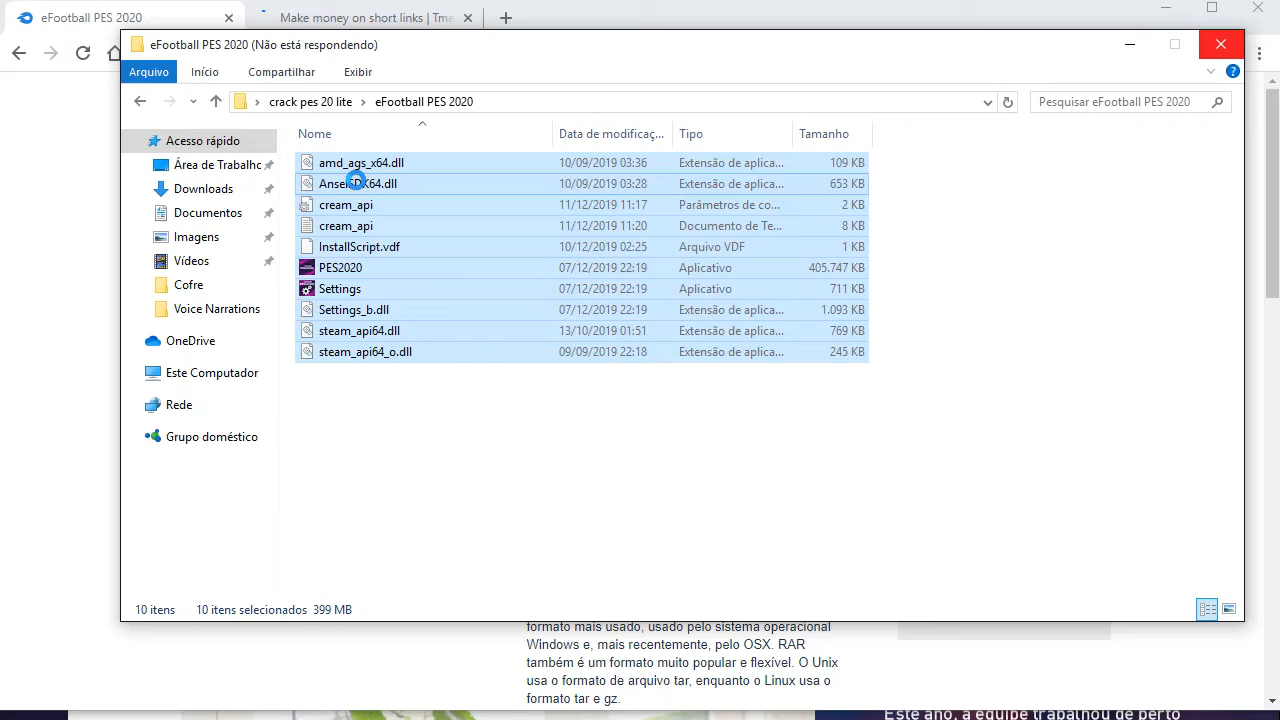 eFootball PES 2020
Make money on short links | Tme
eFootball PES 2020 (Não está respondendo)
Arquivo Início Compartilhar Exibir
crack pes 20 lite eFootball PES 2020
Pesquisar eFootball PES 2020
Nome Data de modificaç... Tipo Tamanho
Acesso rápido
Área de Trabalho
Downloads
Documentos
Imagens
Vídeos
Cofre
Voice Narrations
OneDrive
Este Computador
Rede
Grupo doméstico
amd_ags_x64.dll 10/09/2019 03:36 Extensão de aplica... 109 KB
AnselSDK64.dll 10/09/2019 03:28 Extensão de aplica... 653 KB
cream_api 11/12/2019 11:17 Parâmetros de co... 2 KB
cream_api 11/12/2019 11:20 Documento de Te... 8 KB
InstallScript.vdf 10/12/2019 02:25 Arquivo VDF 1 KB
PES2020 07/12/2019 22:19 Aplicativo 405.747 KB
Settings 07/12/2019 22:19 Aplicativo 711 KB
Settings_b.dll 07/12/2019 22:19 Extensão de aplica... 1.093 KB
steam_api64.dll 13/10/2019 01:51 Extensão de aplica... 769 KB
steam_api64_o.dll 09/09/2019 22:18 Extensão de aplica... 245 KB
10 itens 10 itens selecionados 399 MB
formato mais usado, usado pelo sistema operacional
Windows e, mais recentemente, pelo OSX. RAR
também é um formato muito popular e flexível. O Unix
usa o formato de arquivo tar, enquanto o Linux usa o
formato tar e gz.
Este ano, a equipe trabalhou de perto